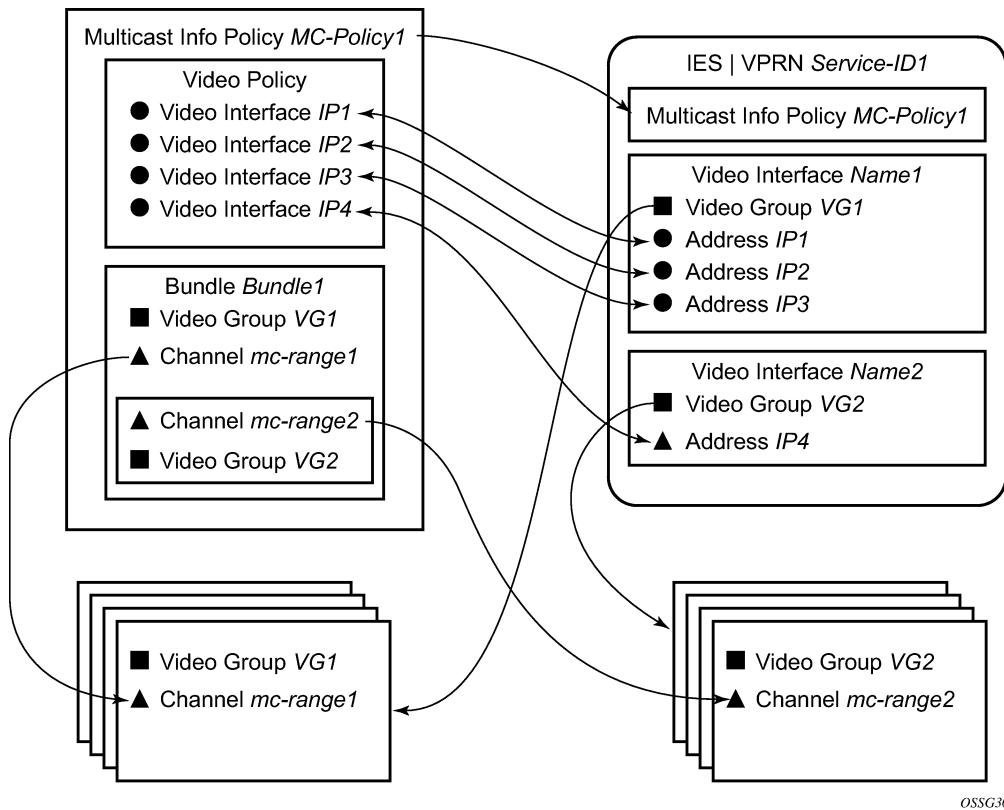 Multicast Info Policy MC-Policy1
Video Policy
Video Interface IP1
Video Interface IP2
Video Interface IP3
Video Interface IP4
Bundle Bundle1
Video Group VG1
Channel mc-range1
Channel mc-range2
Video Group VG2
IES | VPRN Service-ID1
Multicast Info Policy MC-Policy1
Video Interface Name1
Video Group VG1
Address IP1
Address IP2
Address IP3
Video Interface Name2
Video Group VG2
Address IP4
Video Group VG1
Channel mc-range1
Video Group VG2
Channel mc-range2